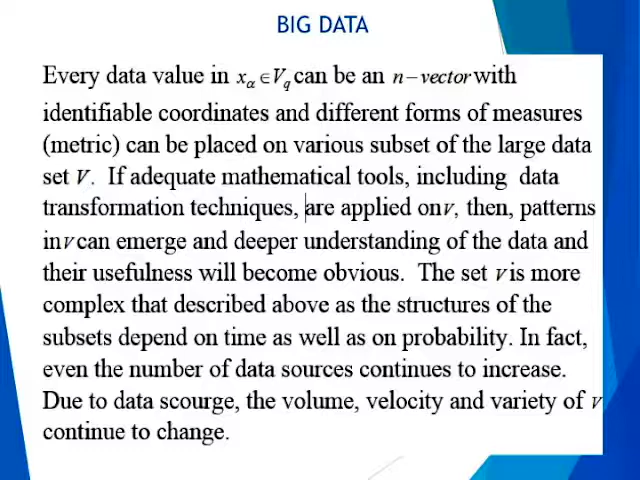 BIG DATA
Every data value in xₐ ∈ V_q can be an n – vector with
identifiable coordinates and different forms of measures
(metric) can be placed on various subset of the large data
set V. If adequate mathematical tools, including data
transformation techniques, are applied on v, then, patterns
in v can emerge and deeper understanding of the data and
their usefulness will become obvious. The set v is more
complex that described above as the structures of the
subsets depend on time as well as on probability. In fact,
even the number of data sources continues to increase.
Due to data scourge, the volume, velocity and variety of v
continue to change.